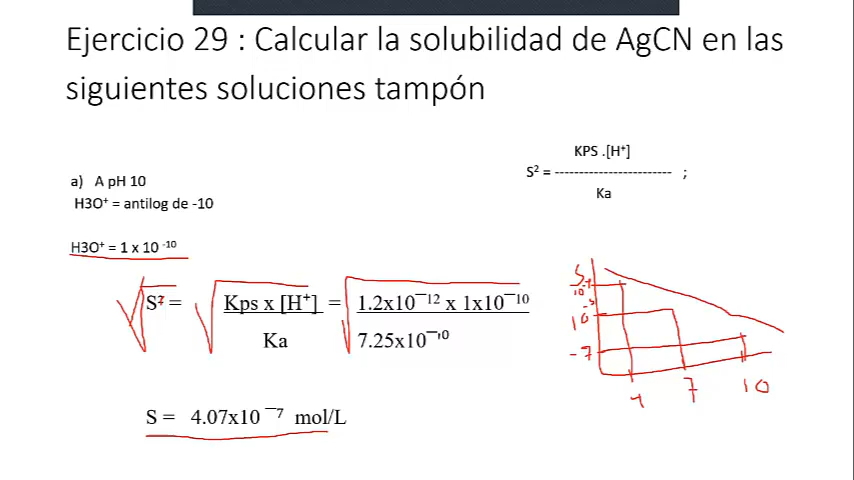 Ejercicio 29 : Calcular la solubilidad de AgCN en las
siguientes soluciones tampón
KPS .[H⁺]
S² = ------------------------ ;
Ka
a) A pH 10
H3O⁺ = antilog de -10
H3O⁺ = 1 x 10 ⁻¹⁰
√S² = √Kps x [H⁺] = √1.2x10⁻¹² x 1x10⁻¹⁰
Ka 7.25x10⁻¹⁰
S = 4.07x10⁻⁷ mol/L
S
10
-7
4 7 10